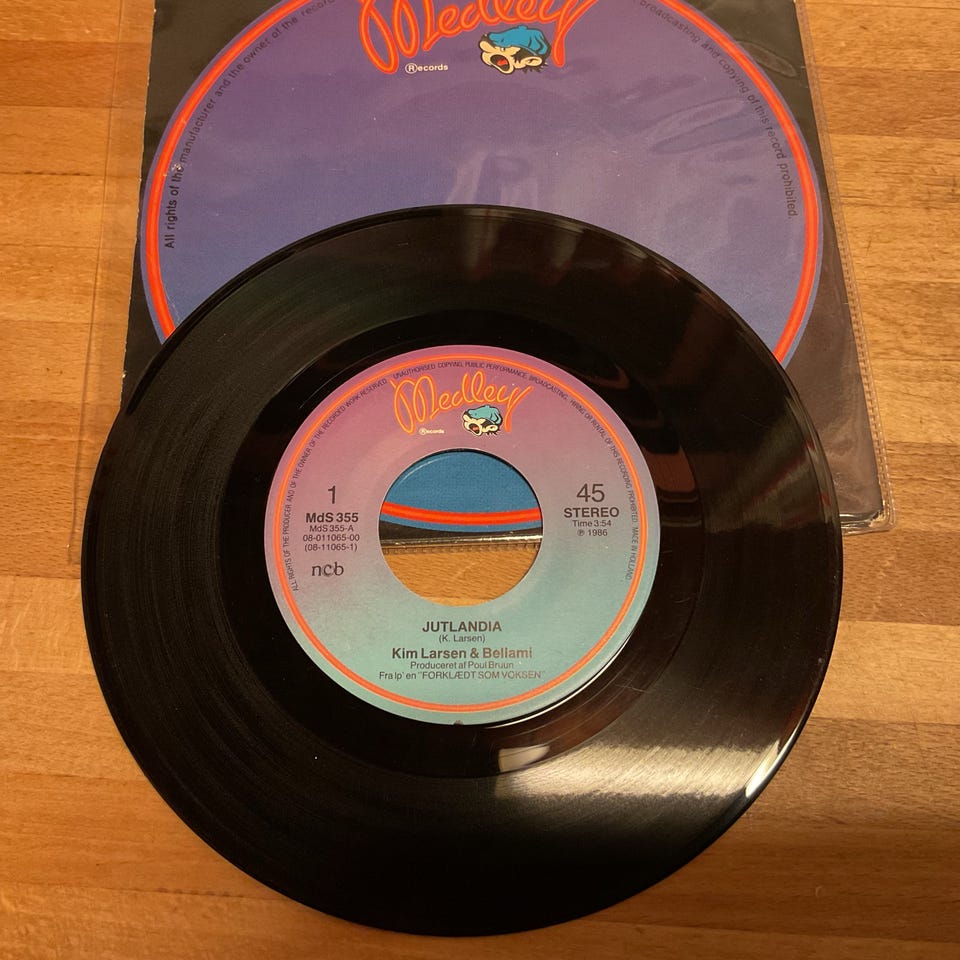 All rights of the manufacturer and the owner of the record
broadcasting and copying of this record prohibited.
Medley
Ⓡecords
ALL RIGHTS OF THE PRODUCER AND OF THE OWNER OF THE RECORDED WORK RESERVED. UNAUTHORISED COPYING, PUBLIC PERFORMANCE, BROADCASTING, HIRING OR RENTAL OF THIS RECORDING PROHIBITED. MADE IN HOLLAND
Medley
Ⓡecords
1
MdS 355
MdS 355-A
08-011065-00
(08-11065-1)
ncb
45
STEREO
Time 3:54
Ⓟ 1986
JUTLANDIA
(K. Larsen)
Kim Larsen & Bellami
Produceret af Poul Bruun
Fra lp'en "FORKLÆDT SOM VOKSEN"